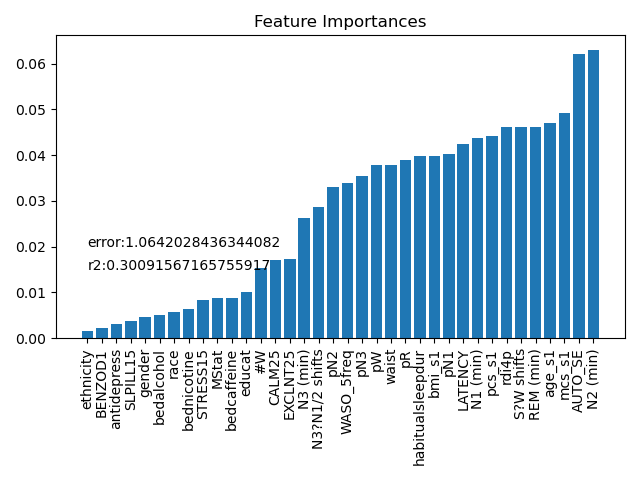 Feature Importances
0.06
0.05
0.04
0.03
0.02
0.01
0.00
error:1.0642028436344082
r2:0.30091567165755917
ethnicity
BENZOD1
antidepress
SLPILL15
gender
bedalcohol
race
bednicotine
STRESS15
MStat
bedcaffeine
educat
#W
CALM25
EXCLNT25
N3 (min)
N3?N1/2 shifts
pN2
WASO_5freq
pN3
pW
waist
pR
habitualsleepdur
bmi_s1
pN1
LATENCY
N1 (min)
pcs_s1
rdi4p
S?W shifts
REM (min)
age_s1
mcs_s1
AUTO_SE
N2 (min)